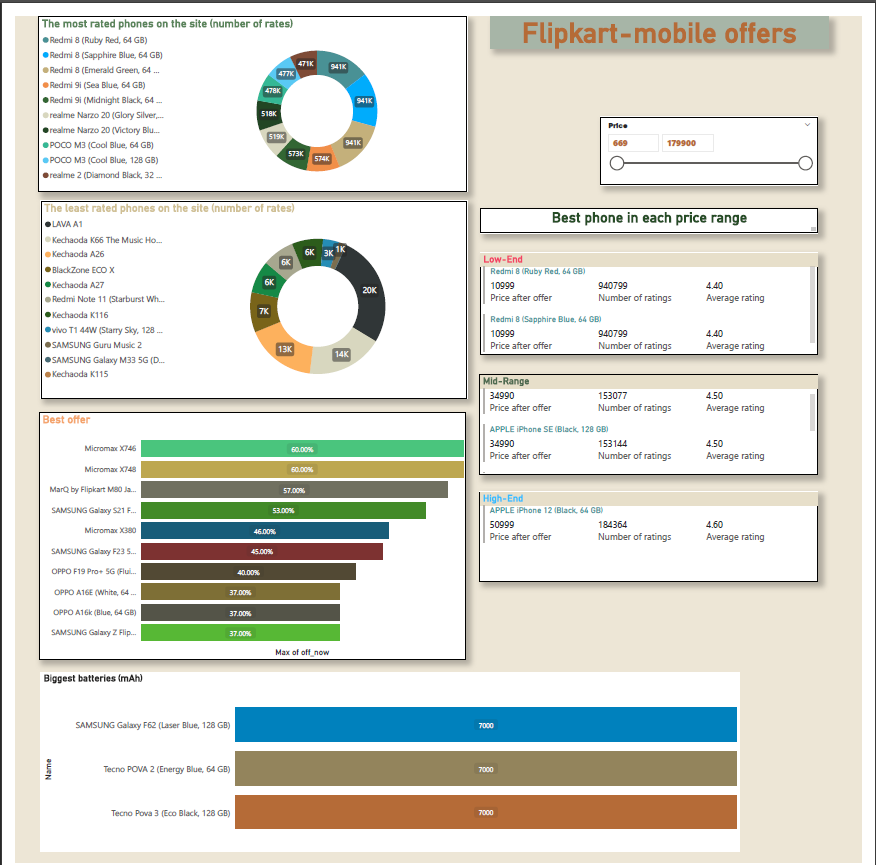 The most rated phones on the site (number of rates)
Redmi 8 (Ruby Red, 64 GB)
Redmi 8 (Sapphire Blue, 64 GB)
Redmi 8 (Emerald Green, 64 ...
Redmi 9i (Sea Blue, 64 GB)
Redmi 9i (Midnight Black, 64 ...
realme Narzo 20 (Glory Silver,...
realme Narzo 20 (Victory Blu...
POCO M3 (Cool Blue, 64 GB)
POCO M3 (Cool Blue, 128 GB)
realme 2 (Diamond Black, 32 ...
941K
941K
941K
574K
573K
519K
518K
478K
477K
471K
Flipkart-mobile offers
Price
669 179900
The least rated phones on the site (number of rates)
LAVA A1
Kechaoda K66 The Music Ho...
Kechaoda A26
BlackZone ECO X
Kechaoda A27
Redmi Note 11 (Starburst Wh...
Kechaoda K116
vivo T1 44W (Starry Sky, 128 ...
SAMSUNG Guru Music 2
SAMSUNG Galaxy M33 5G (D...
Kechaoda K115
20K
14K
13K
7K
6K
6K
6K
3K
1K
Best phone in each price range
Low-End
Redmi 8 (Ruby Red, 64 GB)
10999 940799 4.40
Price after offer Number of ratings Average rating
Redmi 8 (Sapphire Blue, 64 GB)
10999 940799 4.40
Price after offer Number of ratings Average rating
Mid-Range
34990 153077 4.50
Price after offer Number of ratings Average rating
APPLE iPhone SE (Black, 128 GB)
34990 153144 4.50
Price after offer Number of ratings Average rating
High-End
APPLE iPhone 12 (Black, 64 GB)
50999 184364 4.60
Price after offer Number of ratings Average rating
Best offer
Micromax X746 60.00%
Micromax X748 60.00%
MarQ by Flipkart M80 Ja... 57.00%
SAMSUNG Galaxy S21 F... 53.00%
Micromax X380 46.00%
SAMSUNG Galaxy F23 5... 45.00%
OPPO F19 Pro+ 5G (Flui... 40.00%
OPPO A16E (White, 64 ... 37.00%
OPPO A16k (Blue, 64 GB) 37.00%
SAMSUNG Galaxy Z Flip... 37.00%
Max of off_now
Biggest batteries (mAh)
Name
SAMSUNG Galaxy F62 (Laser Blue, 128 GB) 7000
Tecno POVA 2 (Energy Blue, 64 GB) 7000
Tecno Pova 3 (Eco Black, 128 GB) 7000